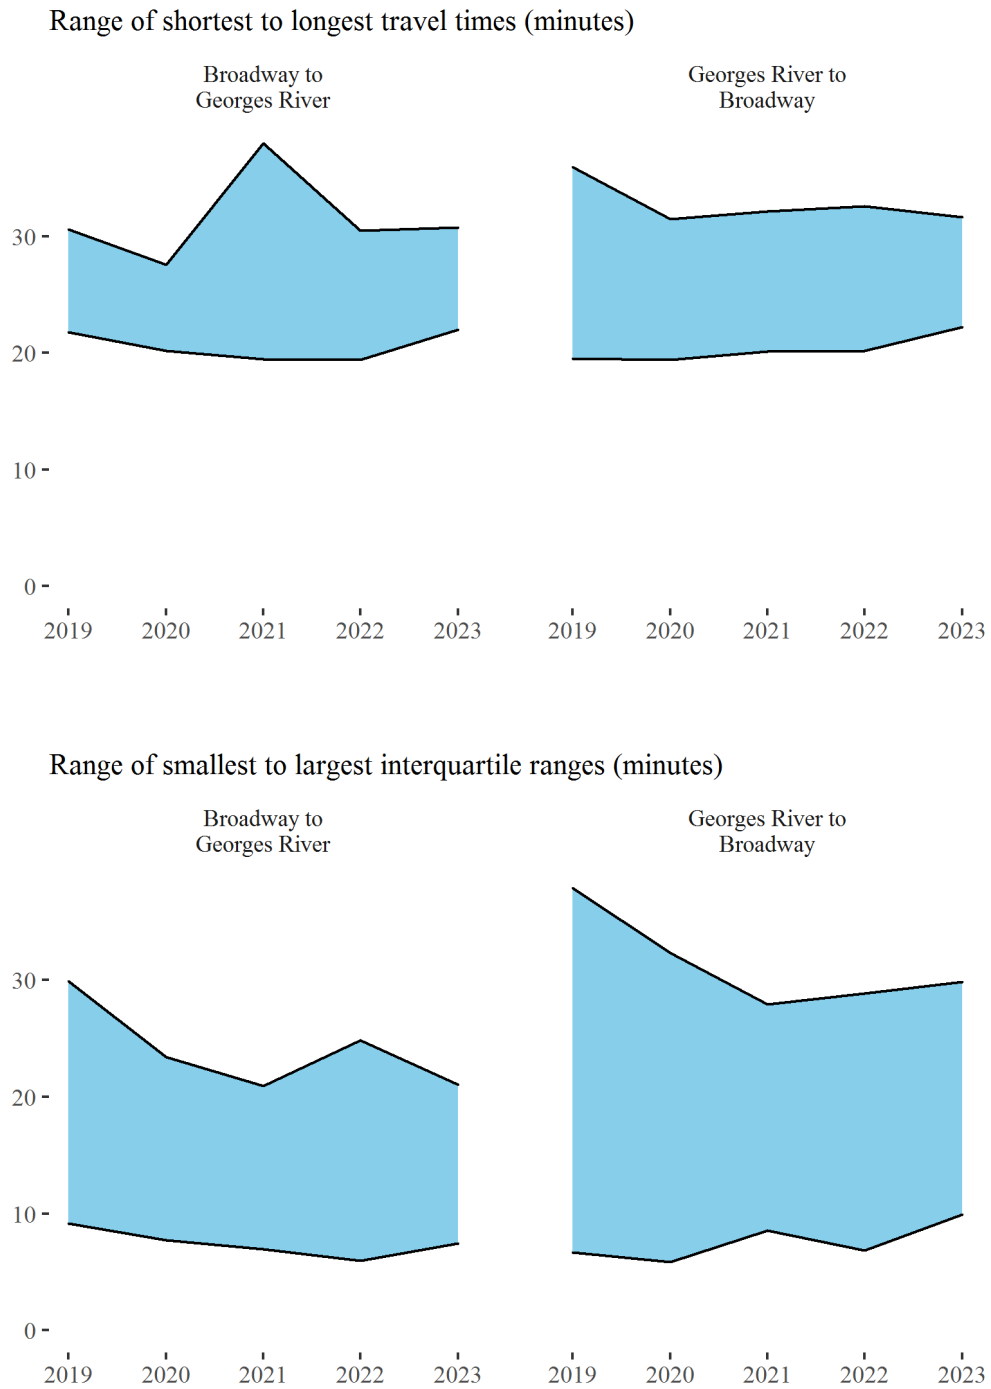 Range of shortest to longest travel times (minutes)
Broadway to
Georges River
Georges River to
Broadway
30
20
10
0
2019 2020 2021 2022 2023 2019 2020 2021 2022 2023
Range of smallest to largest interquartile ranges (minutes)
Broadway to
Georges River
Georges River to
Broadway
30
20
10
0
2019 2020 2021 2022 2023 2019 2020 2021 2022 2023